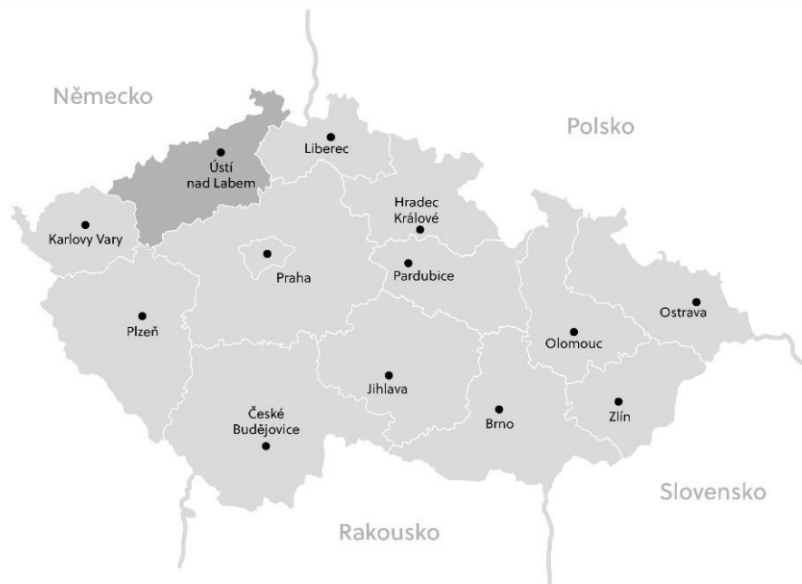 Německo
Polsko
Liberec
Ústí
nad Labem
Hradec
Králové
Karlovy Vary
Praha
Pardubice
Ostrava
Plzeň
Olomouc
Jihlava
České
Budějovice
Brno
Zlín
Slovensko
Rakousko